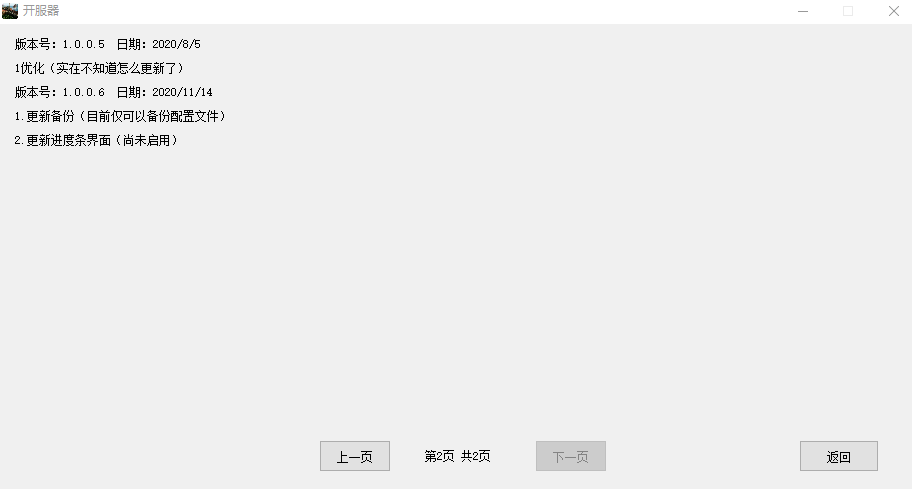 开服器
版本号：1.0.0.5  日期：2020/8/5
1优化（实在不知道怎么更新了）
版本号：1.0.0.6  日期：2020/11/14
1.更新备份（目前仅可以备份配置文件）
2.更新进度条界面（尚未启用）
上一页 第2页 共2页 下一页 返回